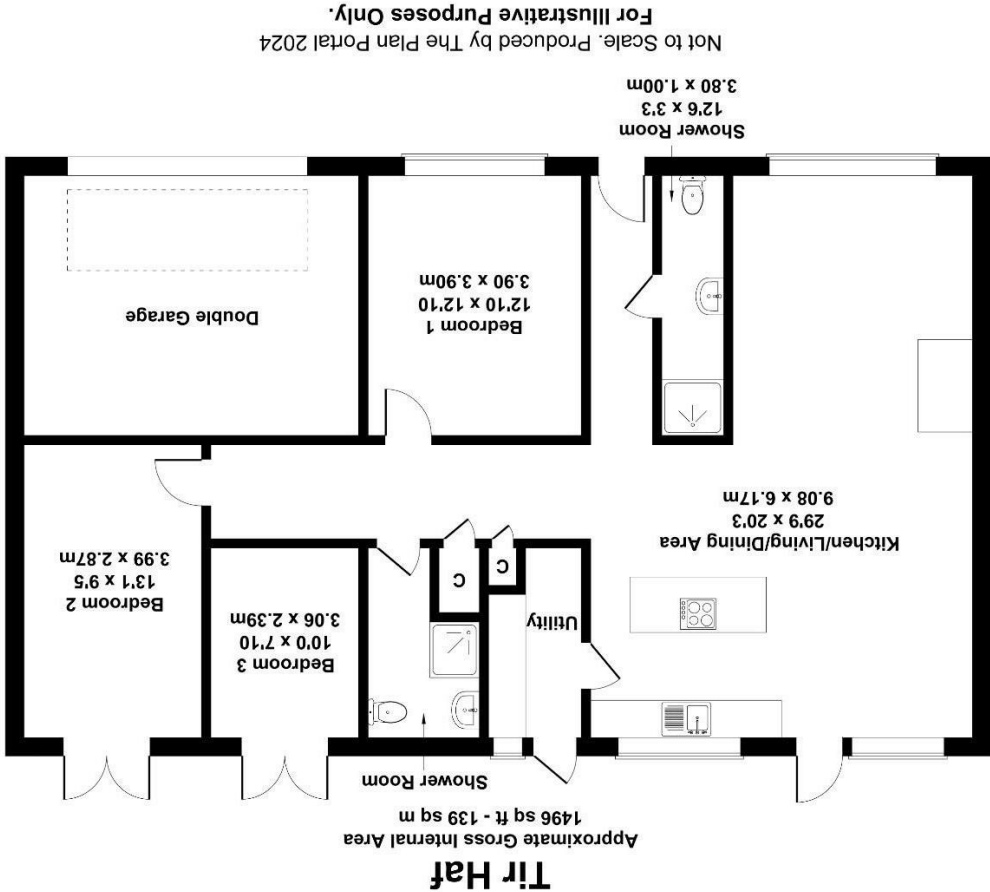 Tir Haf
Approximate Gross Internal Area
1496 sq ft - 139 sq m
Shower Room
Utility
Bedroom 3
10'0 x 7'10
3.06 x 2.39m
Bedroom 2
13'1 x 9'5
3.99 x 2.87m
C
C
Kitchen/Living/Dining Area
29'9 x 20'3
9.08 x 6.17m
Bedroom 1
12'10 x 12'10
3.90 x 3.90m
Double Garage
Shower Room
12'6 x 3'3
3.80 x 1.00m
Not to Scale. Produced by The Plan Portal 2024
For Illustrative Purposes Only.